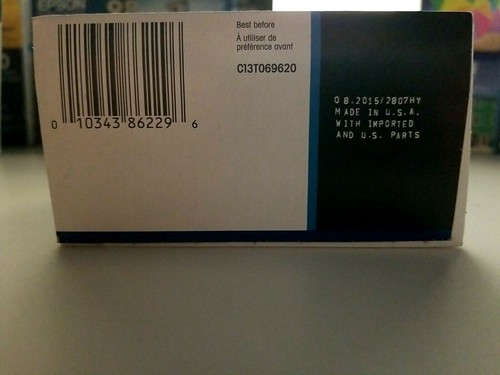 EPSON
Best before
À utiliser de
préférence avant
C13T069620
0 10343 86229 6
08.2015/2807HY
MADE IN U.S.A.
WITH IMPORTED
AND U.S. PARTS